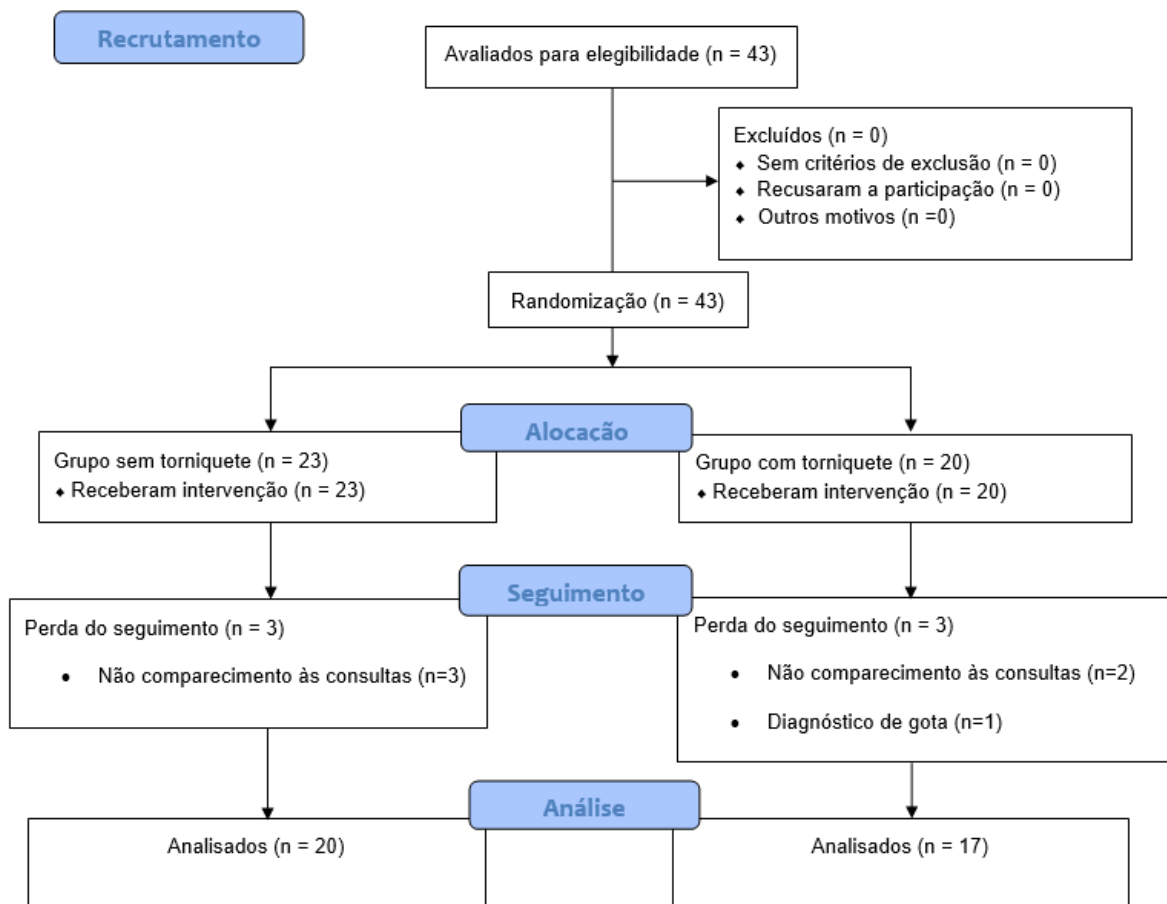 Recrutamento
Avaliados para elegibilidade (n = 43)
Excluídos (n = 0)
⬥ Sem critérios de exclusão (n = 0)
⬥ Recusaram a participação (n = 0)
⬥ Outros motivos (n =0)
Randomização (n = 43)
Alocação
Grupo sem torniquete (n = 23)
⬥ Receberam intervenção (n = 23)
Grupo com torniquete (n = 20)
⬥ Receberam intervenção (n = 20)
Seguimento
Perda do seguimento (n = 3)
• Não comparecimento às consultas (n=3)
Perda do seguimento (n = 3)
• Não comparecimento às consultas (n=2)
• Diagnóstico de gota (n=1)
Análise
Analisados (n = 20)
Analisados (n = 17)